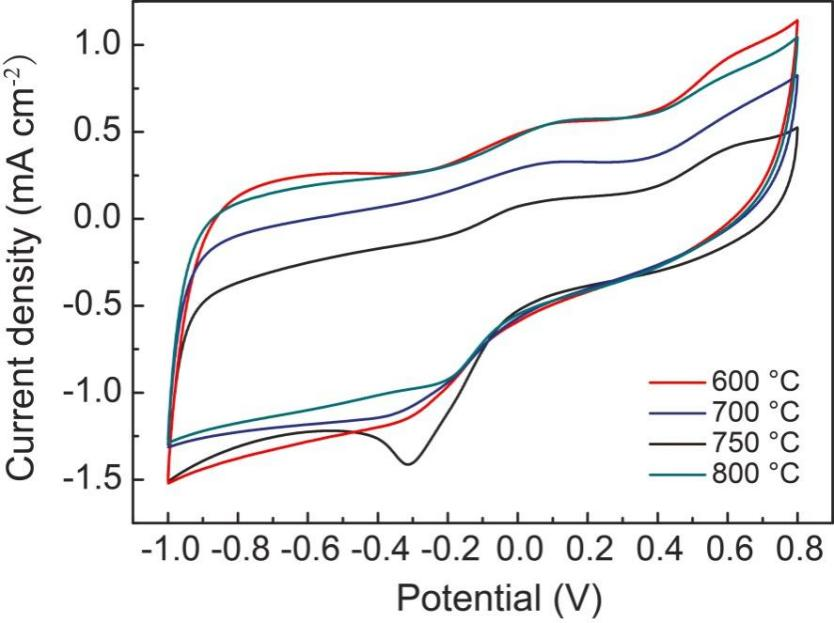 Current density (mA cm⁻²)
1.0
0.5
0.0
-0.5
-1.0
-1.5
600 °C
700 °C
750 °C
800 °C
-1.0 -0.8 -0.6 -0.4 -0.2 0.0 0.2 0.4 0.6 0.8
Potential (V)